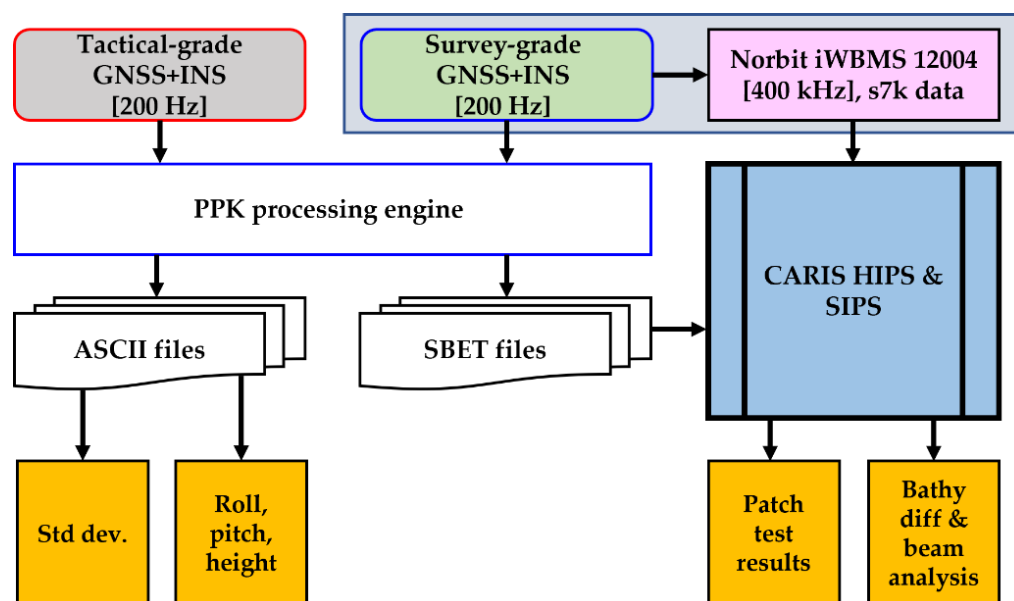 Tactical-grade
GNSS+INS
[200 Hz]
Survey-grade
GNSS+INS
[200 Hz]
Norbit iWBMS 12004
[400 kHz], s7k data
PPK processing engine
CARIS HIPS &
SIPS
ASCII files
SBET files
Std dev.
Roll,
pitch,
height
Patch
test
results
Bathy
diff &
beam
analysis